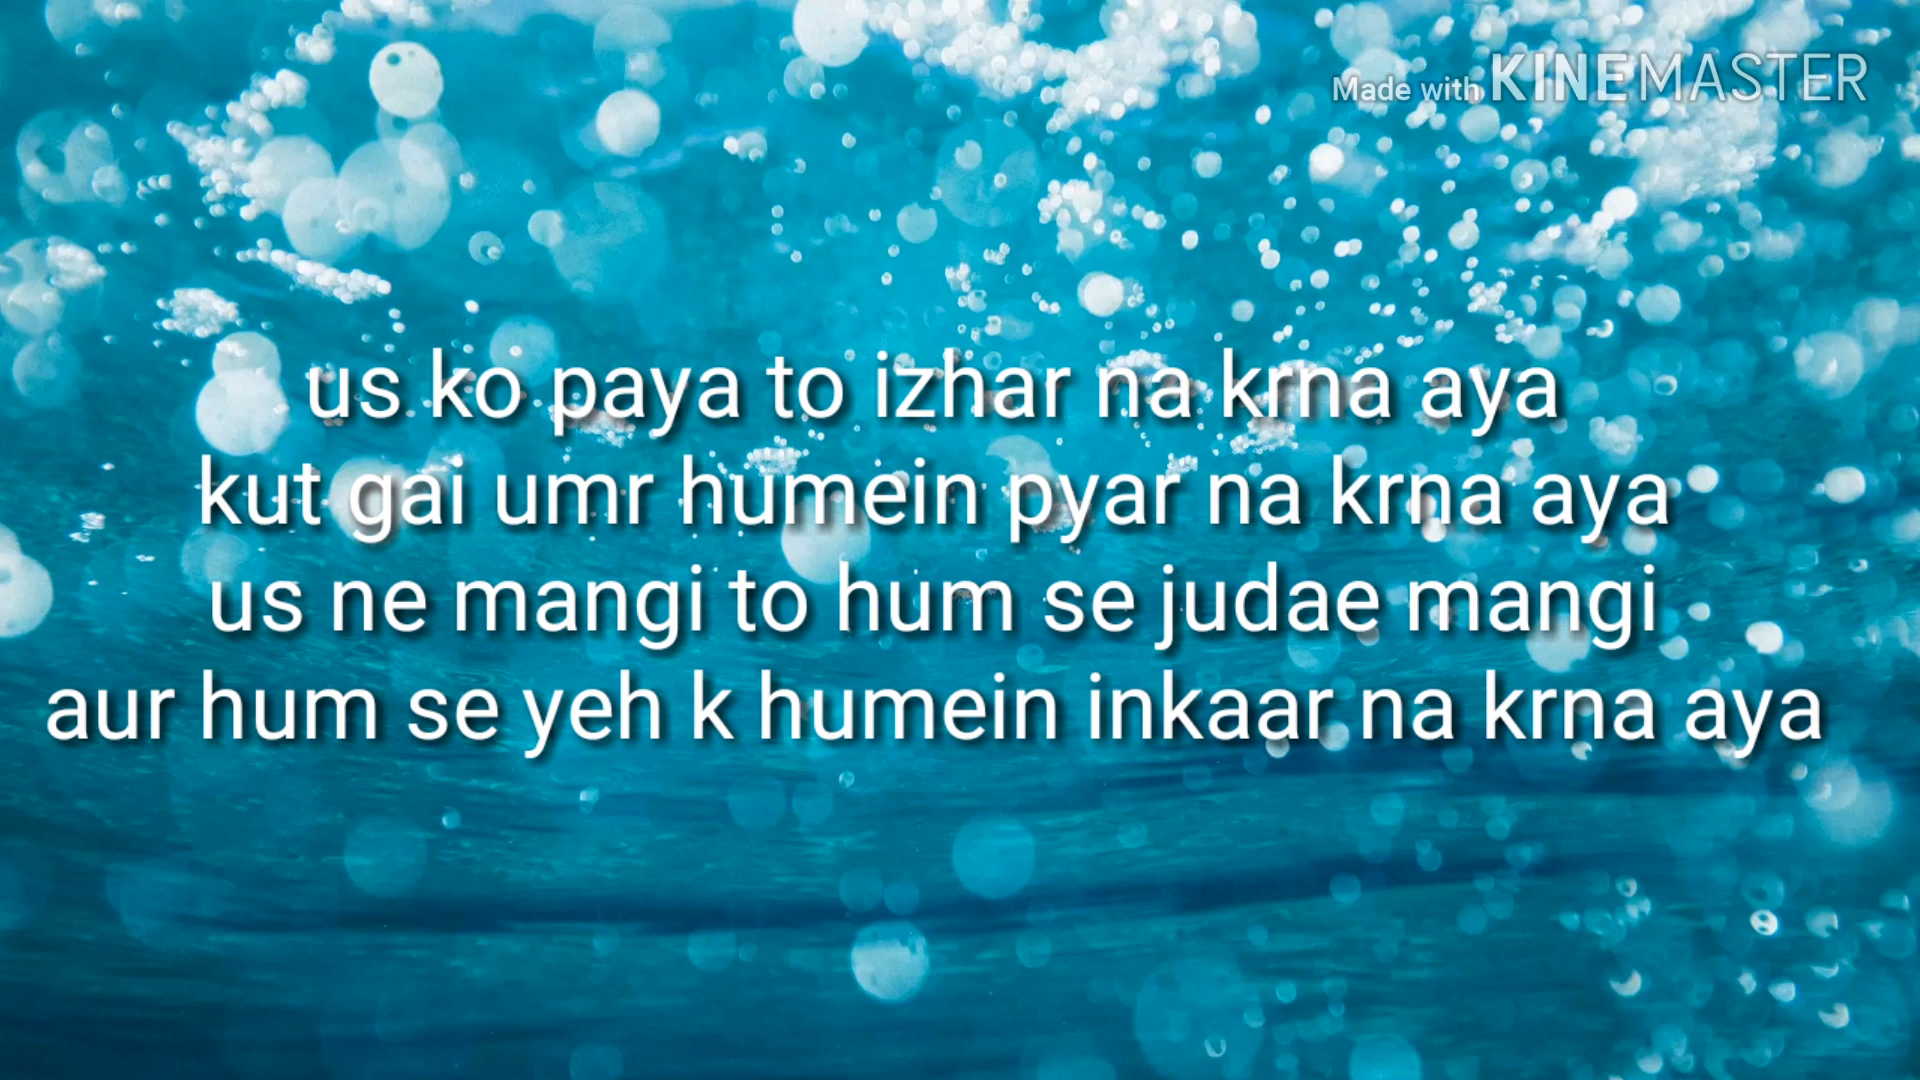 Made with KINEMASTER
us ko paya to izhar na krna aya
kut gai umr humein pyar na krna aya
us ne mangi to hum se judae mangi
aur hum se yeh k humein inkaar na krna aya